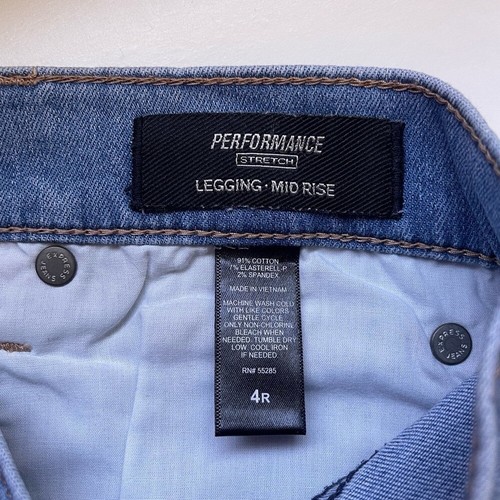 PERFORMANCE
STRETCH
LEGGING · MID RISE
91% COTTON
7% ELASTERELL-P
2% SPANDEX
MADE IN VIETNAM
MACHINE WASH COLD
WITH LIKE COLORS
GENTLE CYCLE
ONLY NON-CHLORINE
BLEACH WHEN
NEEDED. TUMBLE DRY
LOW. COOL IRON
IF NEEDED
RN# 55285
4R
EXPRESS
JEANS
EXPRESS
JEANS